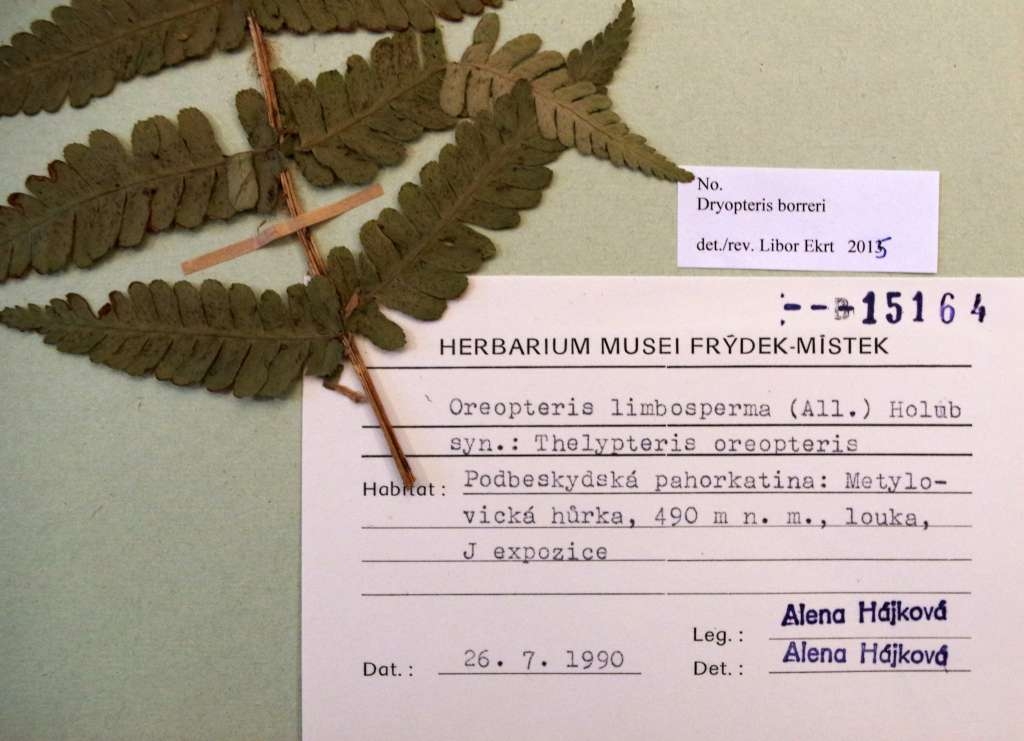 No.
Dryopteris borreri
det./rev. Libor Ekrt 2015
15164
HERBARIUM MUSEI FRÝDEK-MÍSTEK
Oreopteris limbosperma (All.) Holub
syn.: Thelypteris oreopteris
Habitat: Podbeskydská pahorkatina: Metylo-
vická hůrka, 490 m n. m., louka,
J expozice
Leg.: Alena Hájková
Dat.: 26. 7. 1990
Det.: Alena Hájková